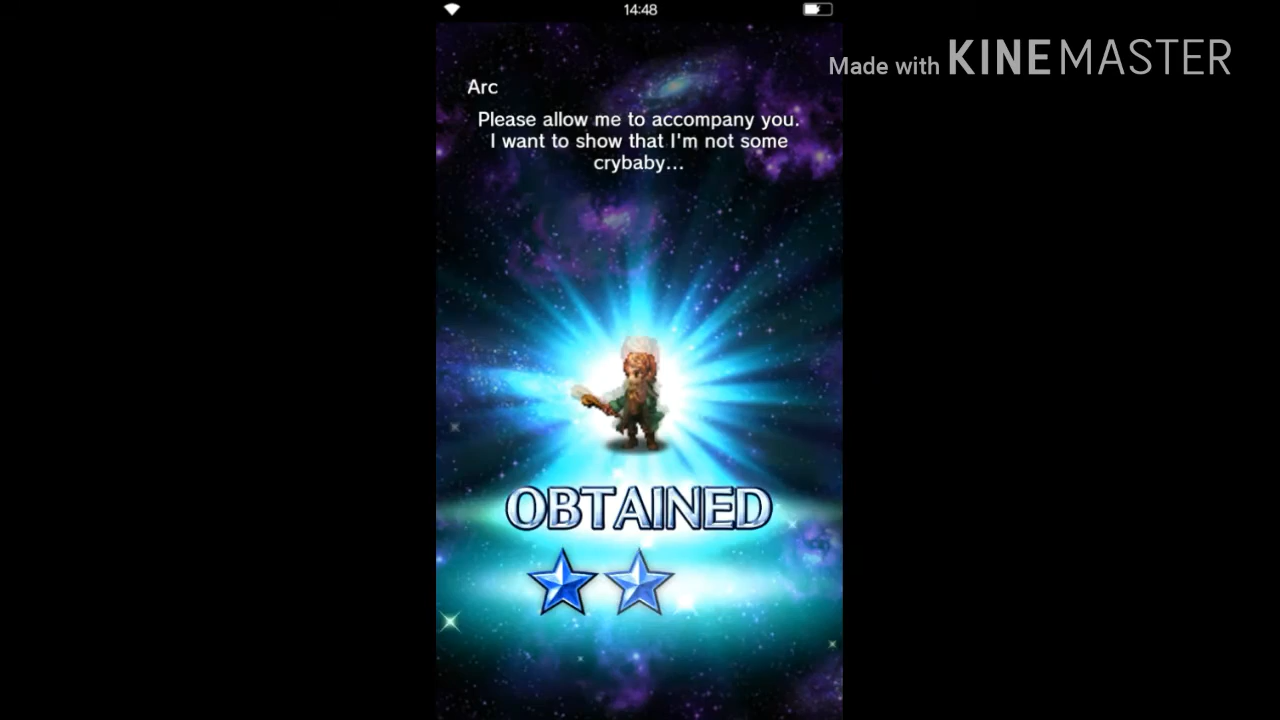 14:48
Made with KINEMASTER
Arc
Please allow me to accompany you.
I want to show that I'm not some
crybaby...
OBTAINED